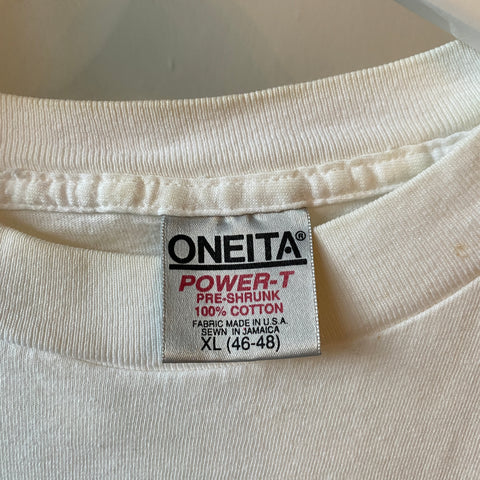 ONEITA®
POWER-T
PRE-SHRUNK
100% COTTON
FABRIC MADE IN U.S.A.
SEWN IN JAMAICA
XL (46-48)